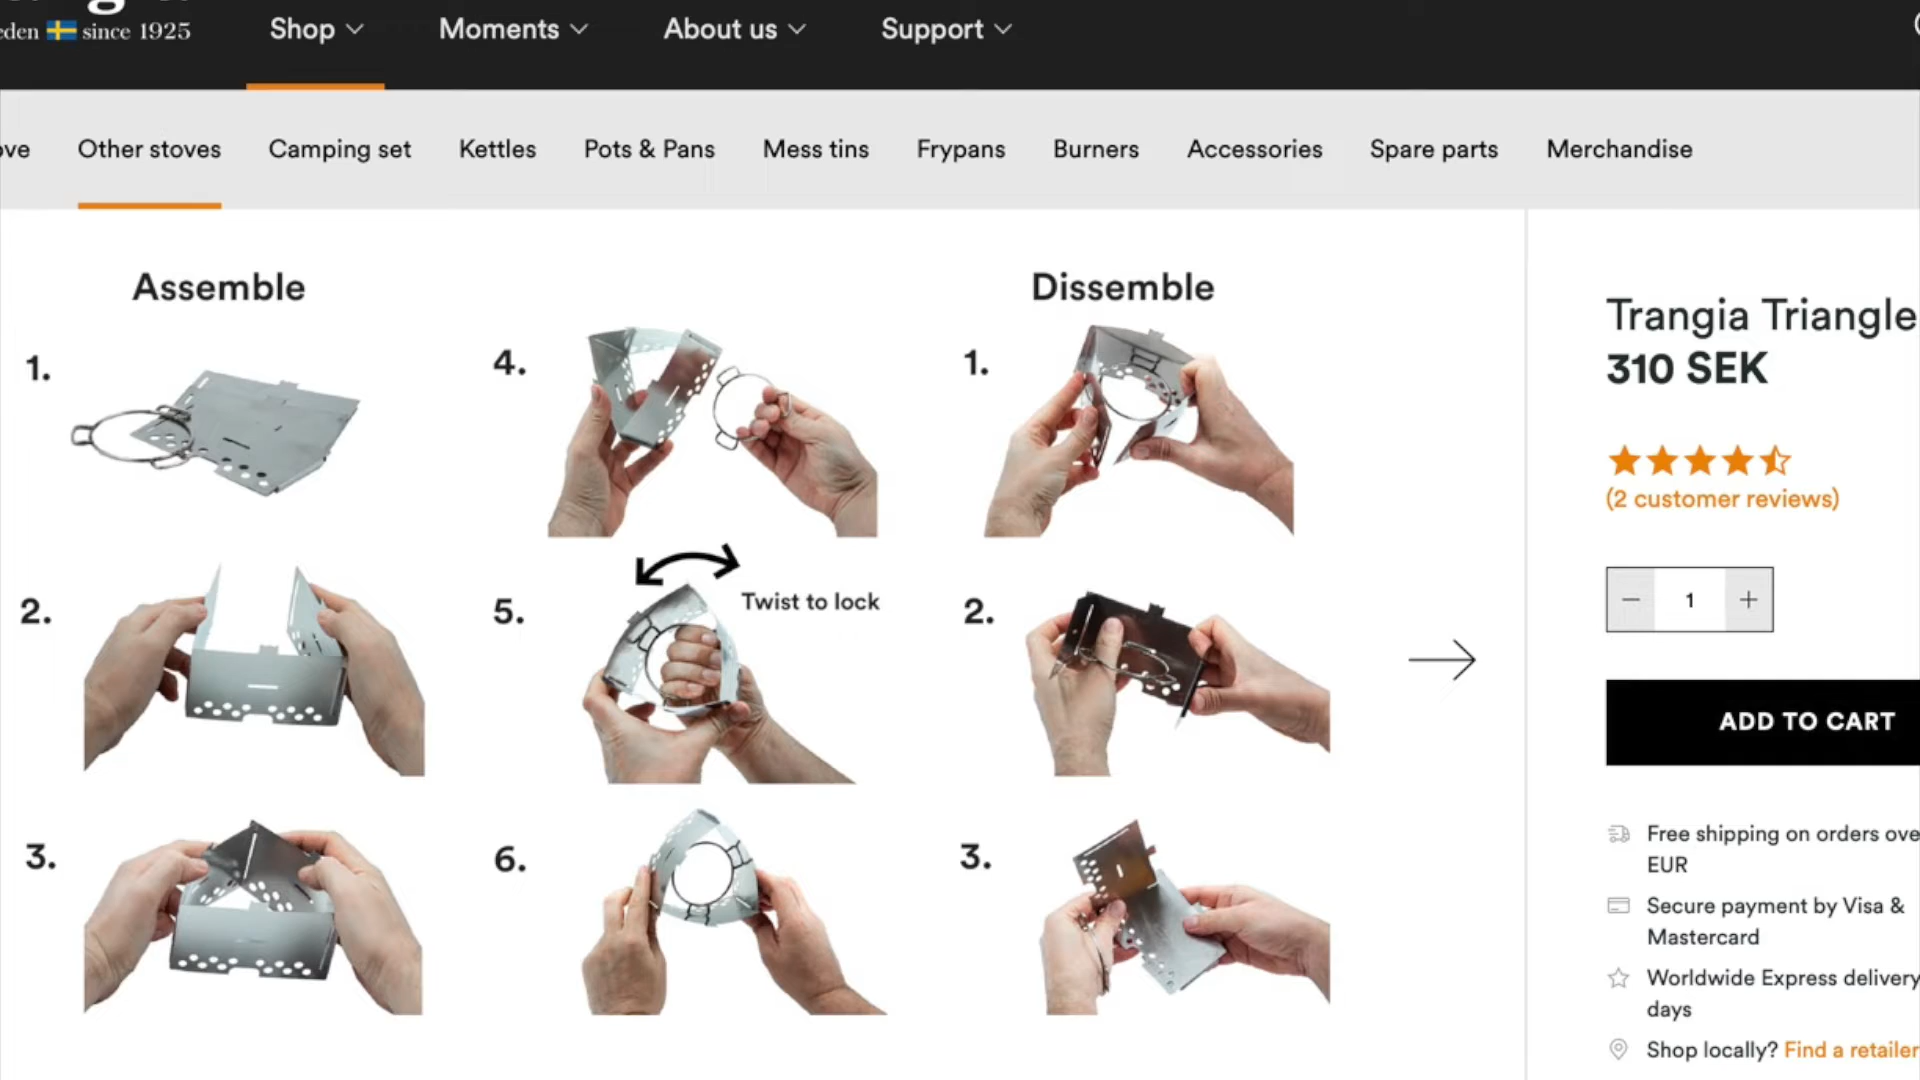 since 1925
Shop
Moments
About us
Support
Other stoves
Camping set
Kettles
Pots & Pans
Mess tins
Frypans
Burners
Accessories
Spare parts
Merchandise
Assemble
1.
2.
3.
4.
5.
Twist to lock
6.
Dissemble
1.
2.
3.
Trangia Triangle
310 SEK
(2 customer reviews)
1
ADD TO CART
Free shipping on orders
EUR
Secure payment by Visa &
Mastercard
Worldwide Express delivery
days
Shop locally? Find a retailer